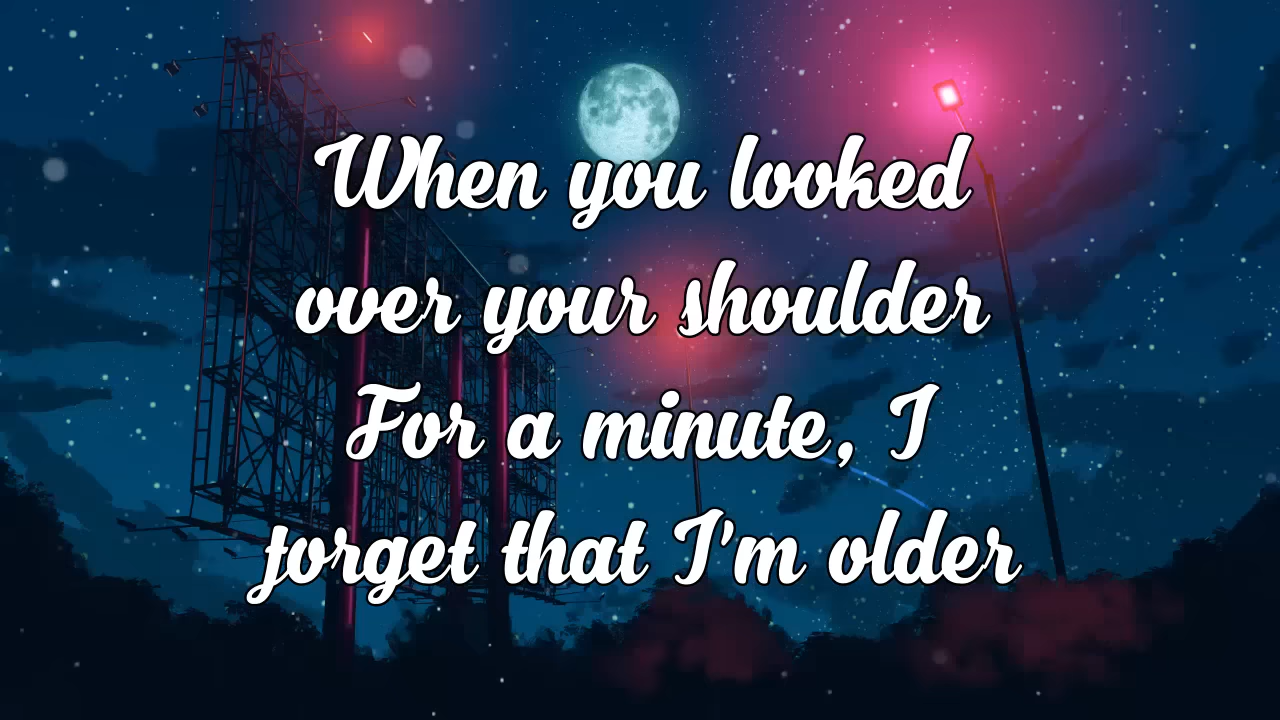 When you looked
over your shoulder
For a minute, I
forget that I'm older